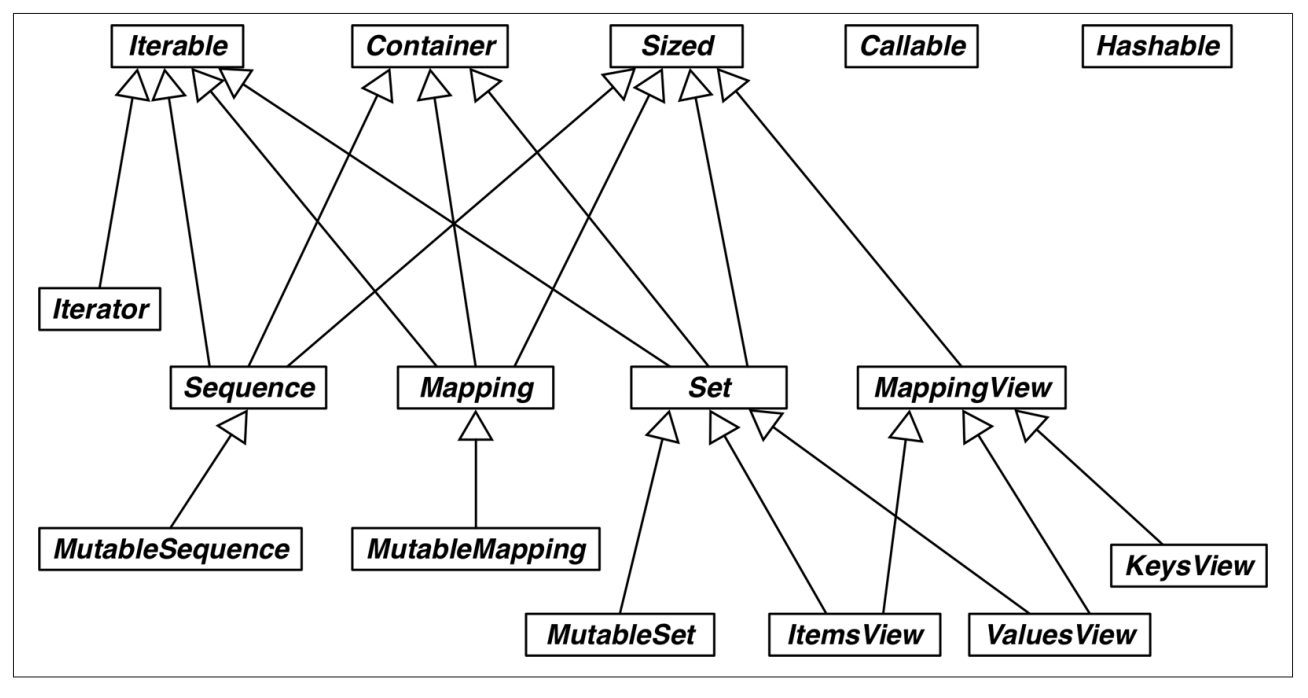 Iterable
Container
Sized
Callable
Hashable
Iterator
Sequence
Mapping
Set
MappingView
MutableSequence
MutableMapping
KeysView
MutableSet
ItemsView
ValuesView